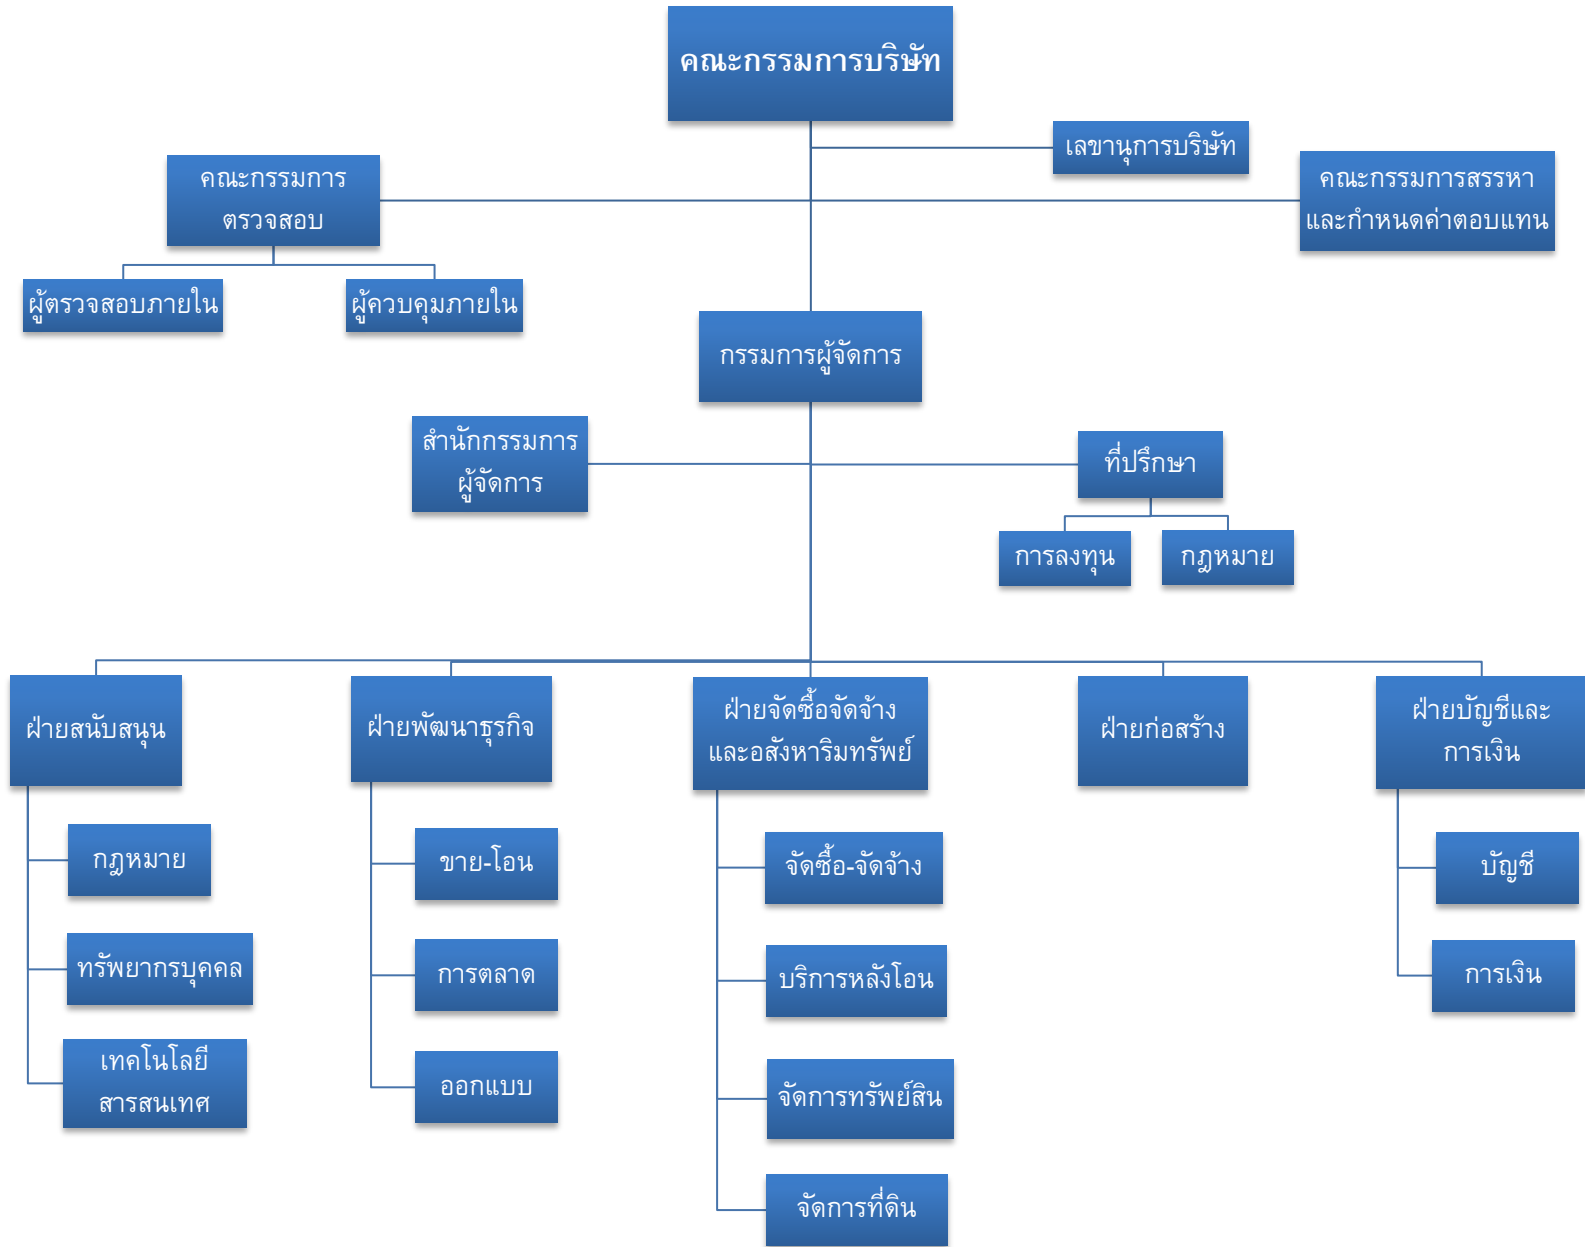 คณะกรรมการบริษัท
เลขานุการบริษัท
คณะกรรมการ
ตรวจสอบ
คณะกรรมการสรรหา
และกำหนดค่าตอบแทน
ผู้ตรวจสอบภายใน
ผู้ควบคุมภายใน
กรรมการผู้จัดการ
สำนักกรรมการ
ผู้จัดการ
ที่ปรึกษา
การลงทุน
กฎหมาย
ฝ่ายสนับสนุน
ฝ่ายพัฒนาธุรกิจ
ฝ่ายจัดซื้อจัดจ้าง
และอสังหาริมทรัพย์
ฝ่ายก่อสร้าง
ฝ่ายบัญชีและ
การเงิน
กฎหมาย
ทรัพยากรบุคคล
เทคโนโลยี
สารสนเทศ
ขาย-โอน
การตลาด
ออกแบบ
จัดซื้อ-จัดจ้าง
บริการหลังโอน
จัดการทรัพย์สิน
จัดการที่ดิน
บัญชี
การเงิน